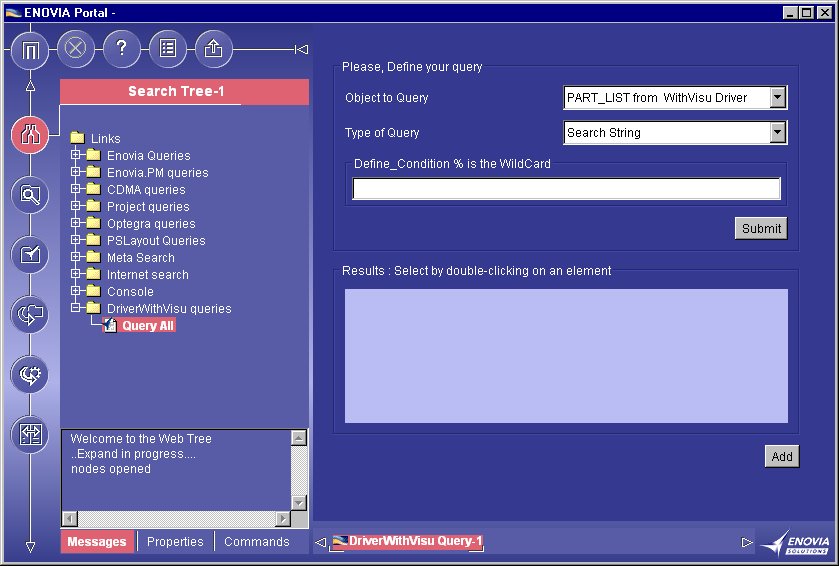 ENOVIA Portal -
?
Search Tree-1
Links
Enovia Queries
Enovia.PM queries
CDMA queries
Project queries
Optegra queries
PSLayout Queries
Meta Search
Internet search
Console
DriverWithVisu queries
Query All
Welcome to the Web Tree
..Expand in progress....
nodes opened
Messages
Properties
Commands
Please, Define your query
Object to Query
PART_LIST from WithVisu Driver
Type of Query
Search String
Define_Condition % is the WildCard
Submit
Results : Select by double-clicking on an element
Add
DriverWithVisu Query-1
ENOVIA
SOLUTIONS